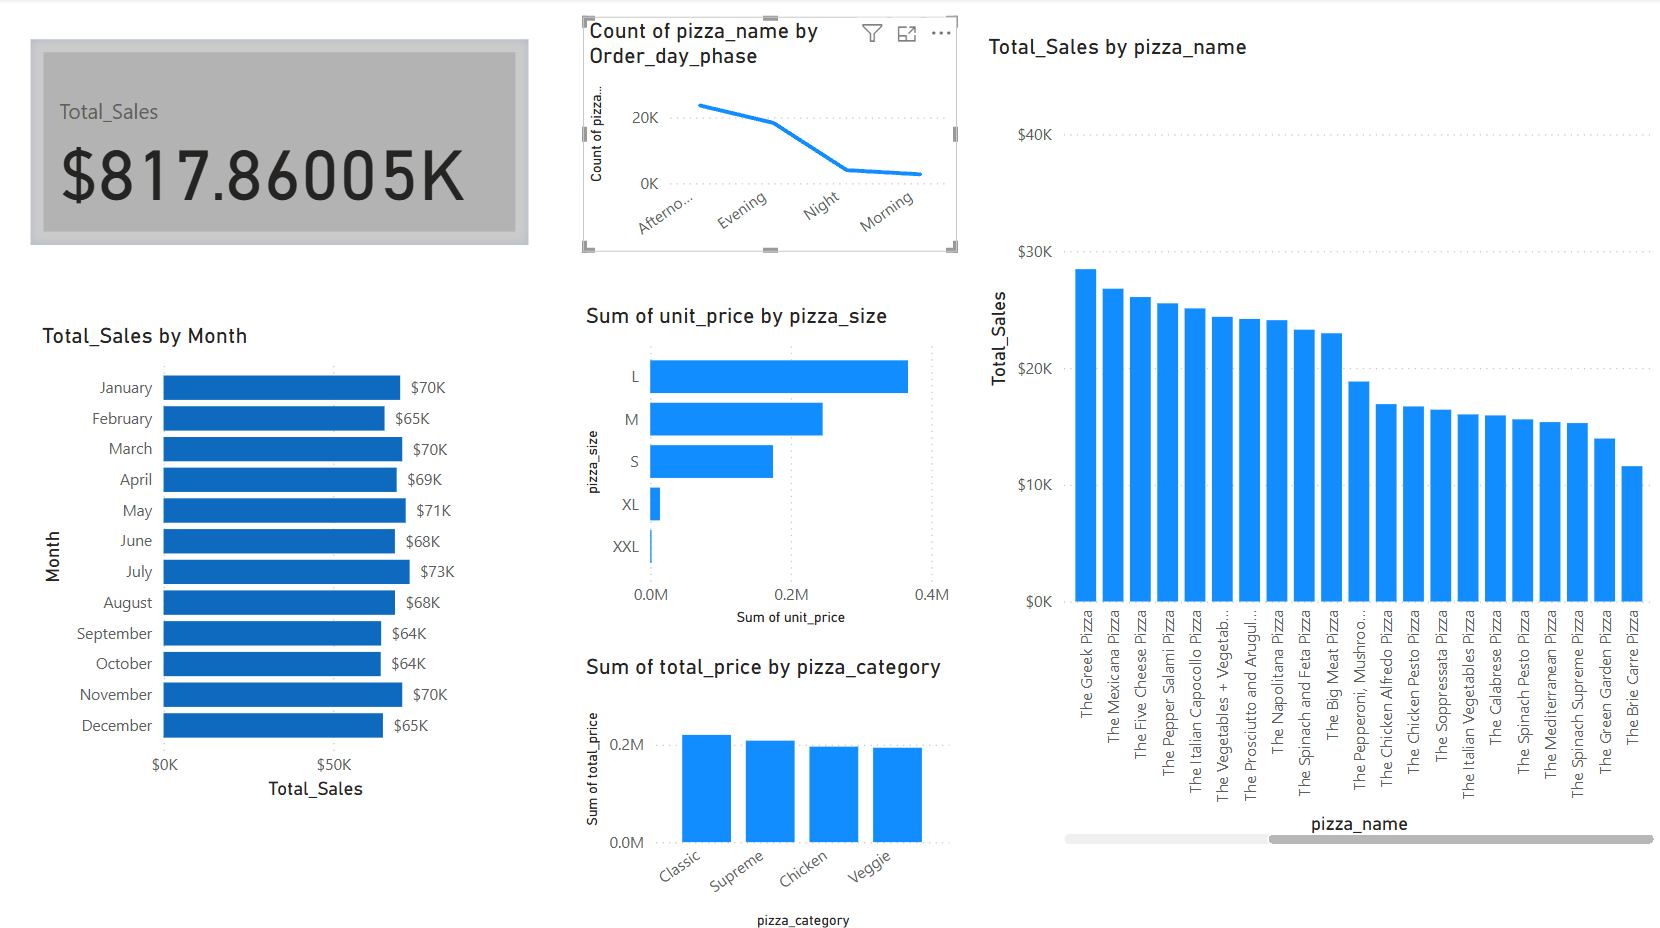 Total_Sales
$817.86005K
Total_Sales by Month
Month
January
$70K
February
$65K
March
$70K
April
$69K
May
$71K
June
$68K
July
$73K
August
$68K
September
$64K
October
$64K
November
$70K
December
$65K
$0K
$50K
Total_Sales
Count of pizza_name by
Order_day_phase
Count of pizza...
20K
0K
Afterno...
Evening
Night
Morning
Sum of unit_price by pizza_size
pizza_size
L
M
S
XL
XXL
0.0M
0.2M
0.4M
Sum of unit_price
Sum of total_price by pizza_category
Sum of total_price
0.2M
0.0M
Classic
Supreme
Chicken
Veggie
pizza_category
Total_Sales by pizza_name
Total_Sales
$40K
$30K
$20K
$10K
$0K
The Greek Pizza
The Mexicana Pizza
The Five Cheese Pizza
The Pepper Salami Pizza
The Italian Capocollo Pizza
The Vegetables + Vegetab...
The Prosciutto and Arugul...
The Napolitana Pizza
The Spinach and Feta Pizza
The Big Meat Pizza
The Pepperoni, Mushroo...
The Chicken Alfredo Pizza
The Chicken Pesto Pizza
The Soppressata Pizza
The Italian Vegetables Pizza
The Calabrese Pizza
The Spinach Pesto Pizza
The Mediterranean Pizza
The Spinach Supreme Pizza
The Green Garden Pizza
The Brie Carre Pizza
pizza_name